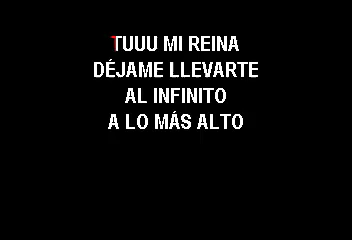 TUUU MI REINA
DÉJAME LLEVARTE
AL INFINITO
A LO MÁS ALTO